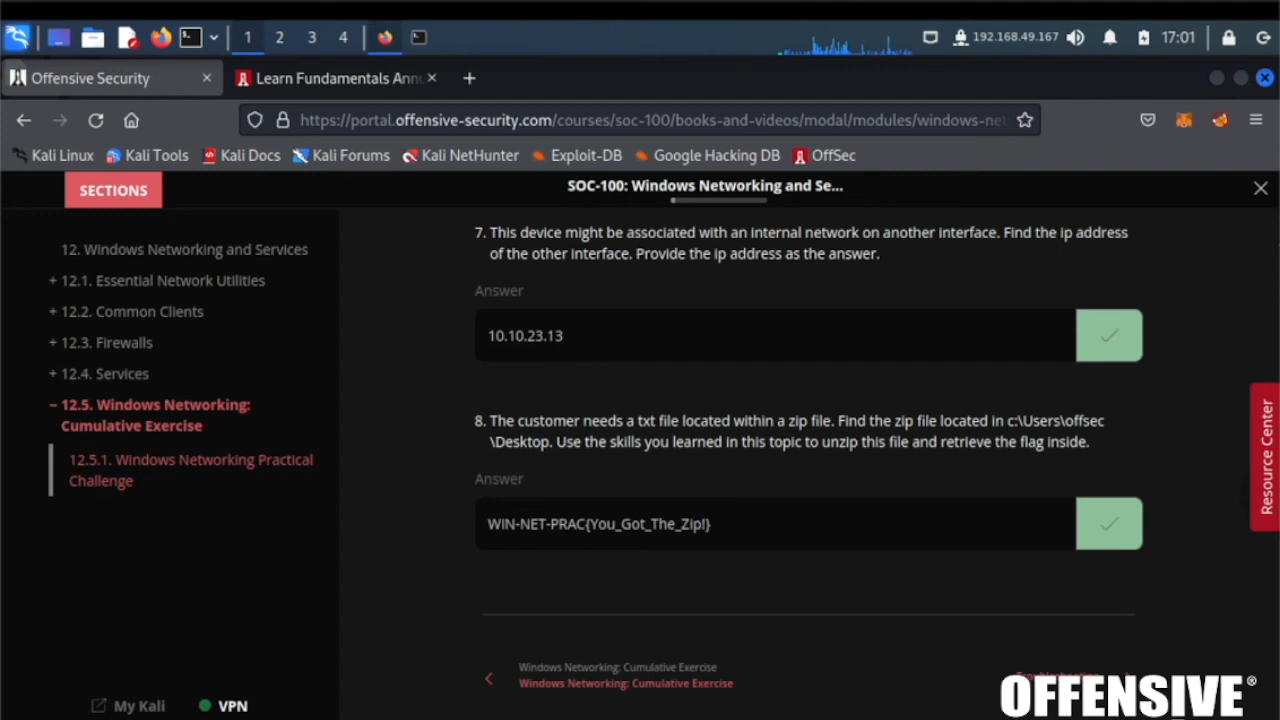 1
2
3
4
192.168.49.167
17:01
Offensive Security
Learn Fundamentals Annu
https://portal.offensive-security.com/courses/soc-100/books-and-videos/modal/modules/windows-net
Kali Linux
Kali Tools
Kali Docs
Kali Forums
Kali NetHunter
Exploit-DB
Google Hacking DB
OffSec
SECTIONS
SOC-100: Windows Networking and Se...
12. Windows Networking and Services
+ 12.1. Essential Network Utilities
+ 12.2. Common Clients
+ 12.3. Firewalls
+ 12.4. Services
– 12.5. Windows Networking:
Cumulative Exercise
12.5.1. Windows Networking Practical
Challenge
7. This device might be associated with an internal network on another interface. Find the ip address
of the other interface. Provide the ip address as the answer.
Answer
10.10.23.13
8. The customer needs a txt file located within a zip file. Find the zip file located in c:\Users\offsec
\Desktop. Use the skills you learned in this topic to unzip this file and retrieve the flag inside.
Answer
WIN-NET-PRAC{You_Got_The_Zip!}
Resource Center
Windows Networking: Cumulative Exercise
Windows Networking: Cumulative Exercise
My Kali
VPN
OFFENSIVE®